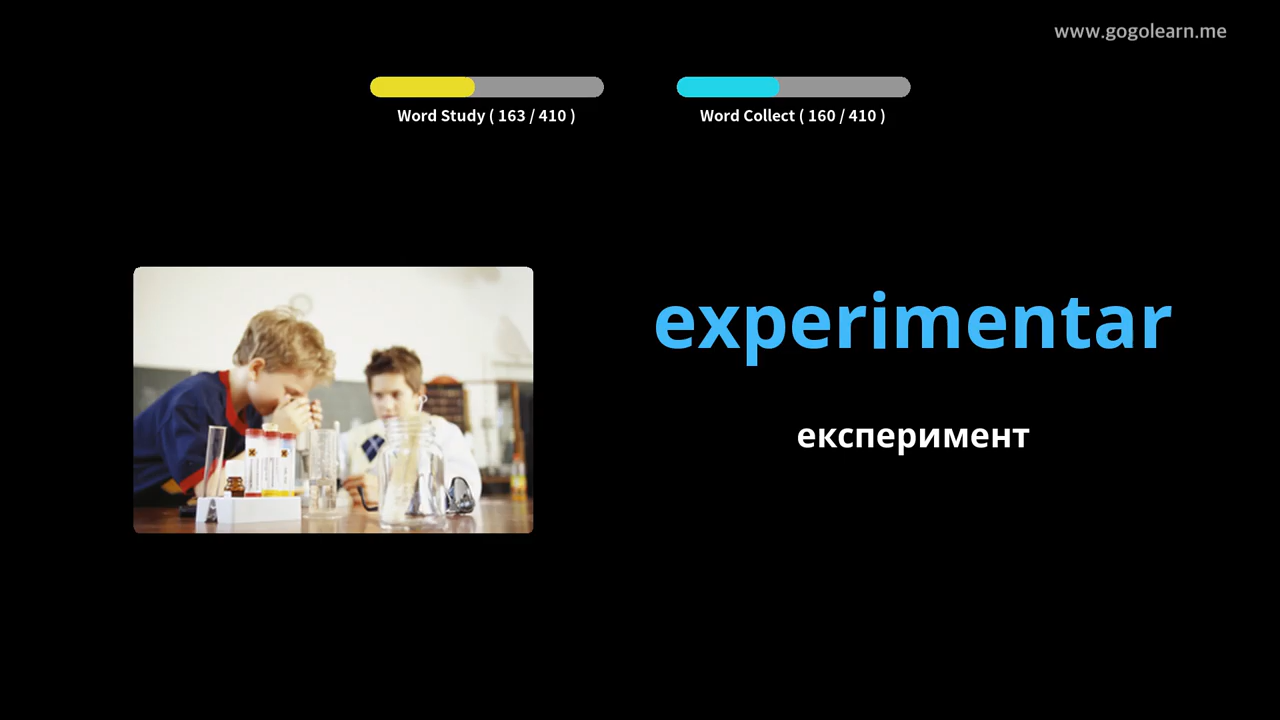 www.gogolearn.me
Word Study ( 163 / 410 )
Word Collect ( 160 / 410 )
experimentar
експеримент